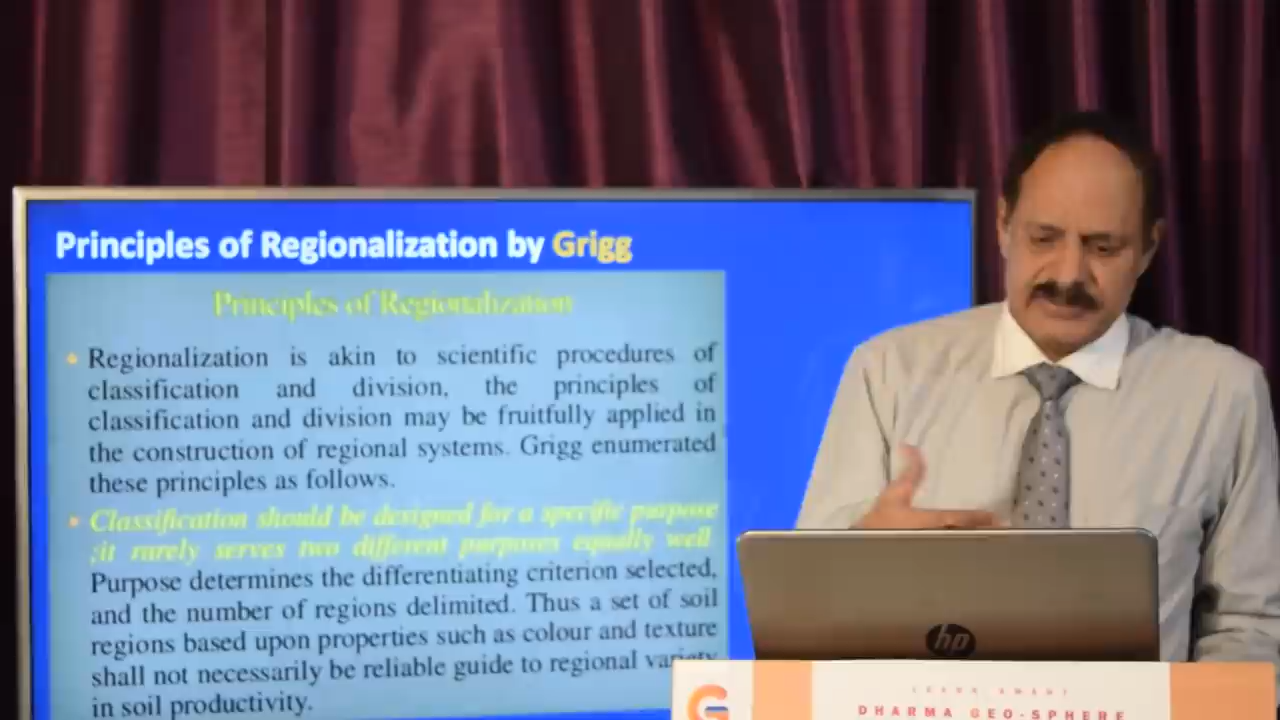 Principles of Regionalization by Grigg
Principles of Regionalization
Regionalization is akin to scientific procedures of
classification and division, the principles of
classification and division may be fruitfully applied in
the construction of regional systems. Grigg enumerated
these principles as follows.
Classification should be designed for a specific purpose
;it rarely serves two different purposes equally well.
Purpose determines the differentiating criterion selected,
and the number of regions delimited. Thus a set of soil
regions based upon properties such as colour and texture
shall not necessarily be reliable guide to regional variety
in soil productivity.
hp
G
DHARMA GEO-SPHERE